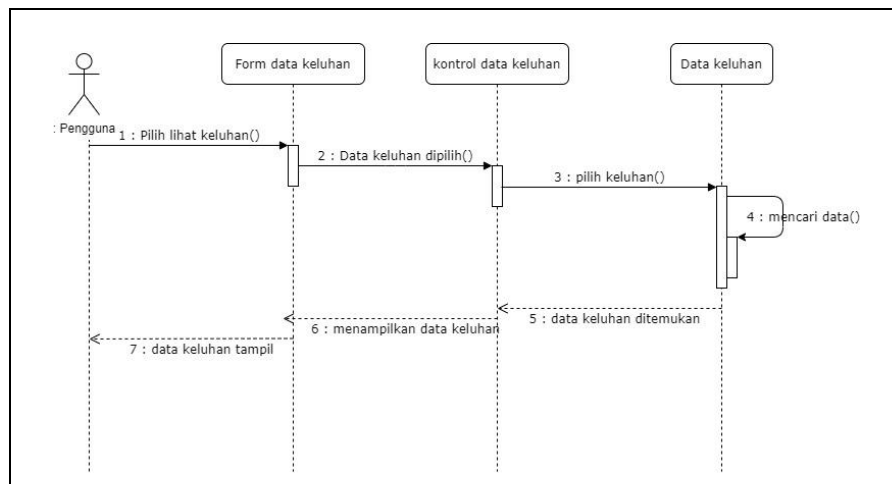 Form data keluhan
kontrol data keluhan
Data keluhan
: Pengguna
1 : Pilih lihat keluhan()
2 : Data keluhan dipilih()
3 : pilih keluhan()
4 : mencari data()
5 : data keluhan ditemukan
6 : menampilkan data keluhan
7 : data keluhan tampil